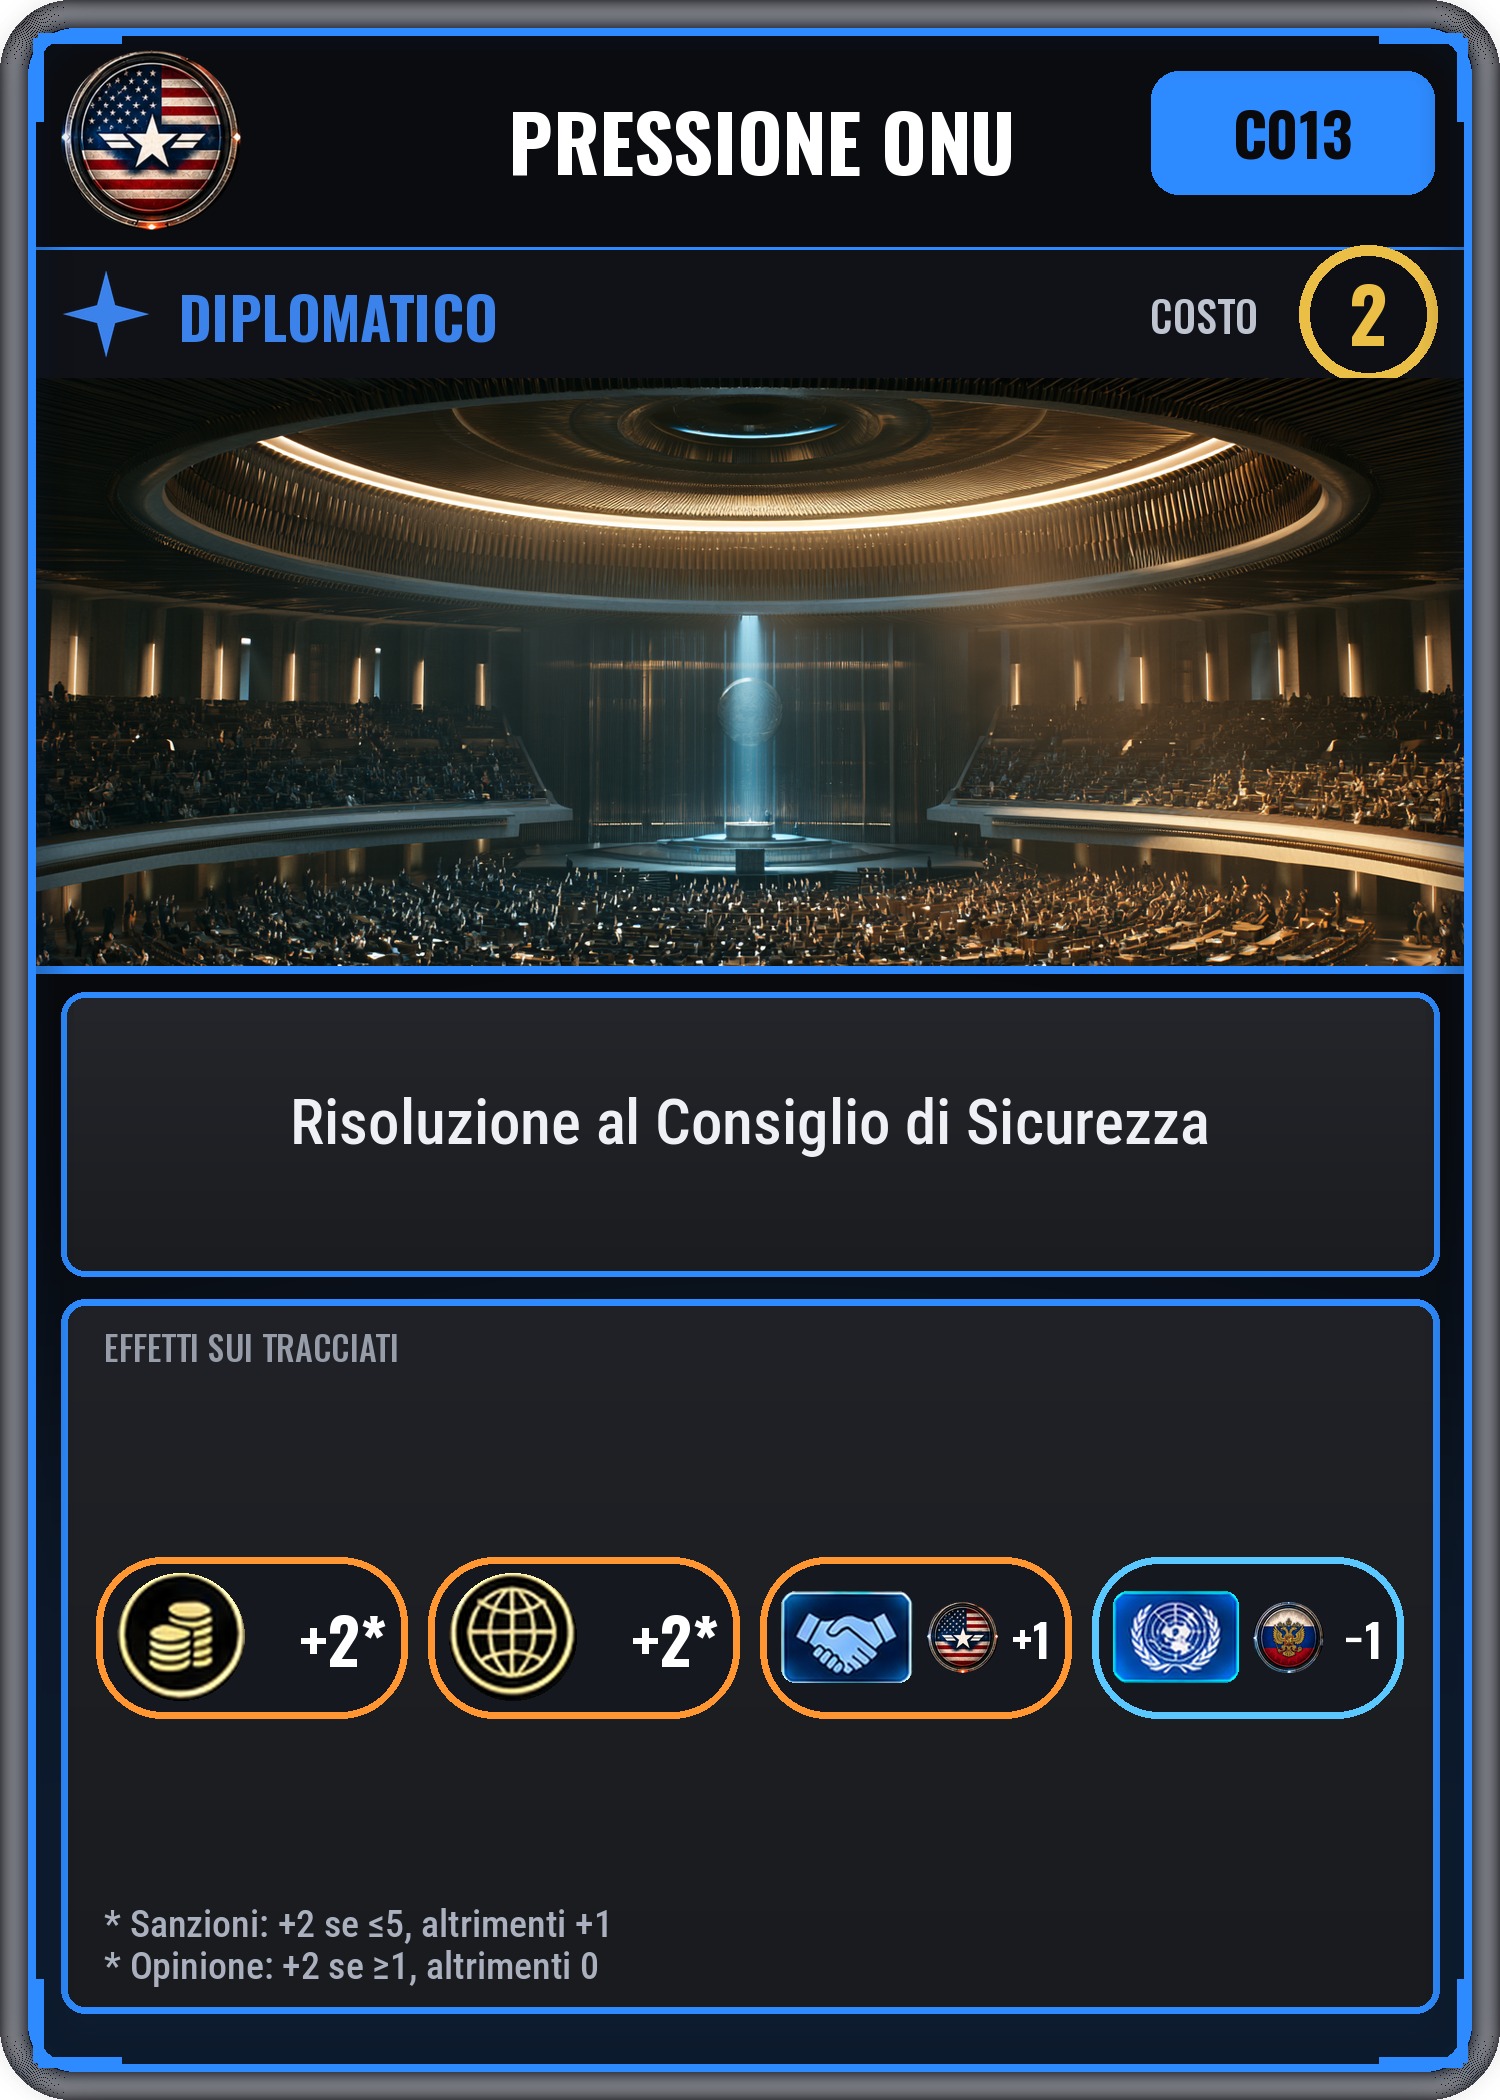 PRESSIONE ONU
C013
DIPLOMATICO
COSTO
2
Risoluzione al Consiglio di Sicurezza
EFFETTI SUI TRACCIATI
+2*
+2*
+1
−1
* Sanzioni: +2 se ≤5, altrimenti +1
* Opinione: +2 se ≥1, altrimenti 0